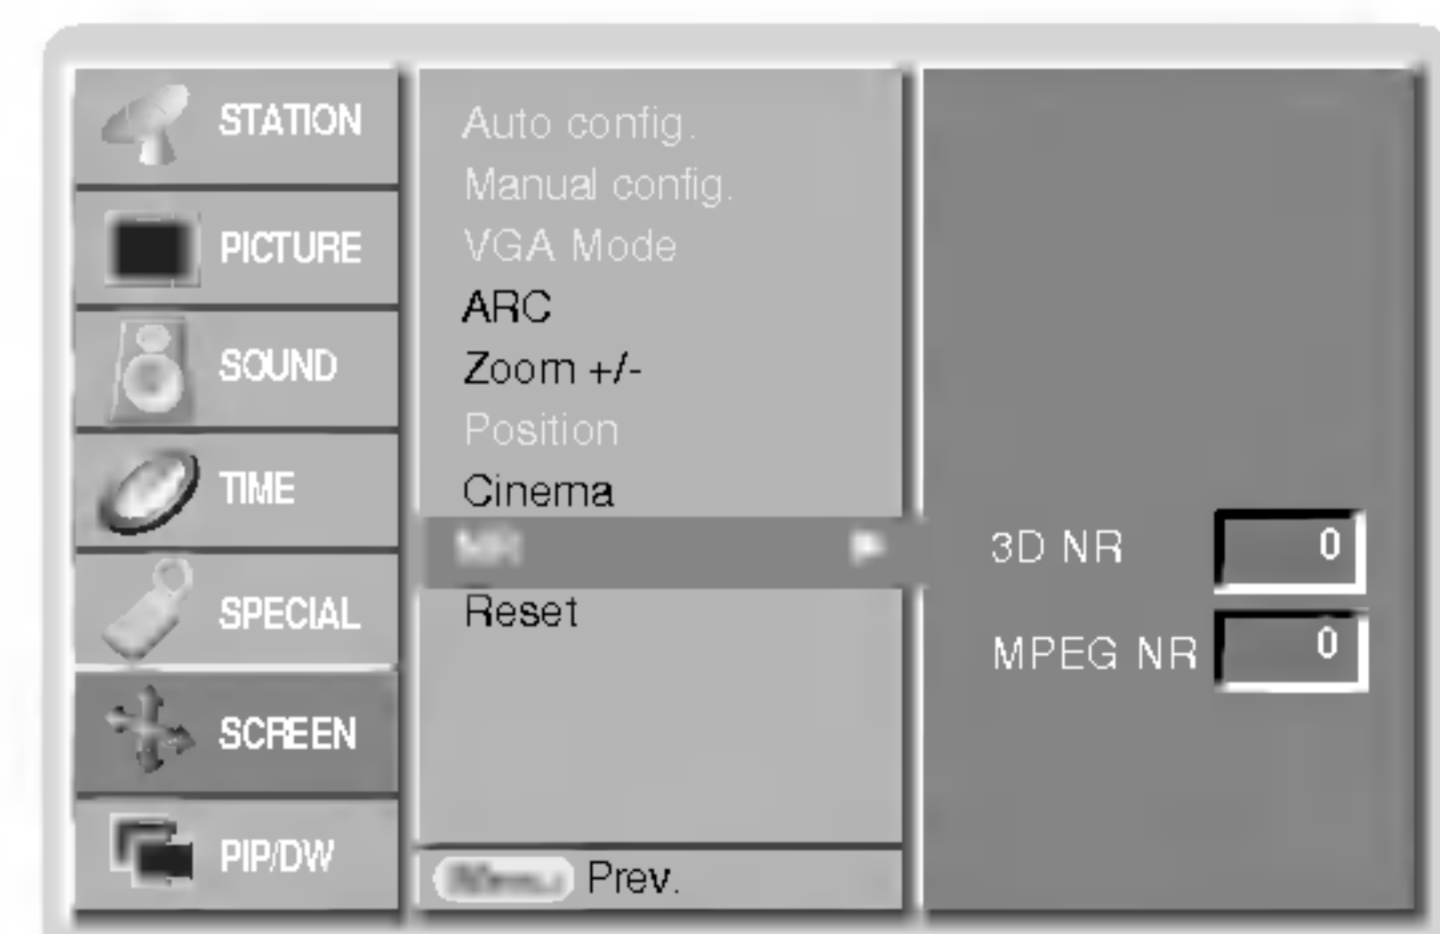 STATION
PICTURE
SOUND
TIME
SPECIAL
SCREEN
PIP/DW
Auto config.
Manual config.
VGA Mode
ARC
Zoom +/-
Position
Cinema
Reset
Prev.
3D NR 0
MPEG NR 0